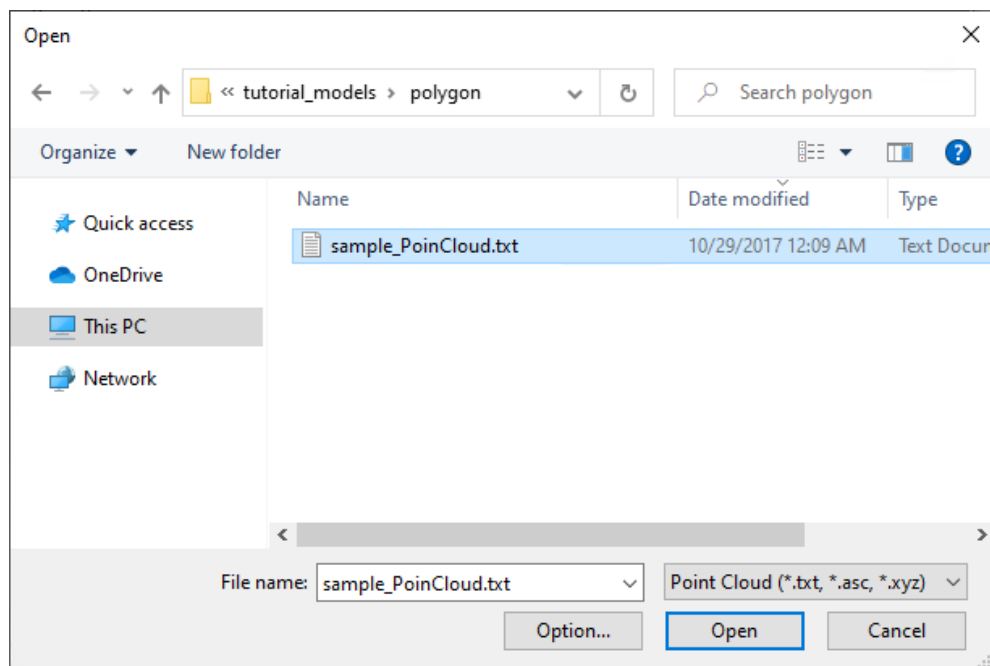 Open
« tutorial_models › polygon
Search polygon
Organize
New folder
?
Name
Date modified
Type
Quick access
sample_PoinCloud.txt
10/29/2017 12:09 AM
Text Docur
OneDrive
This PC
Network
File name:
sample_PoinCloud.txt
Point Cloud (*.txt, *.asc, *.xyz)
Option...
Open
Cancel